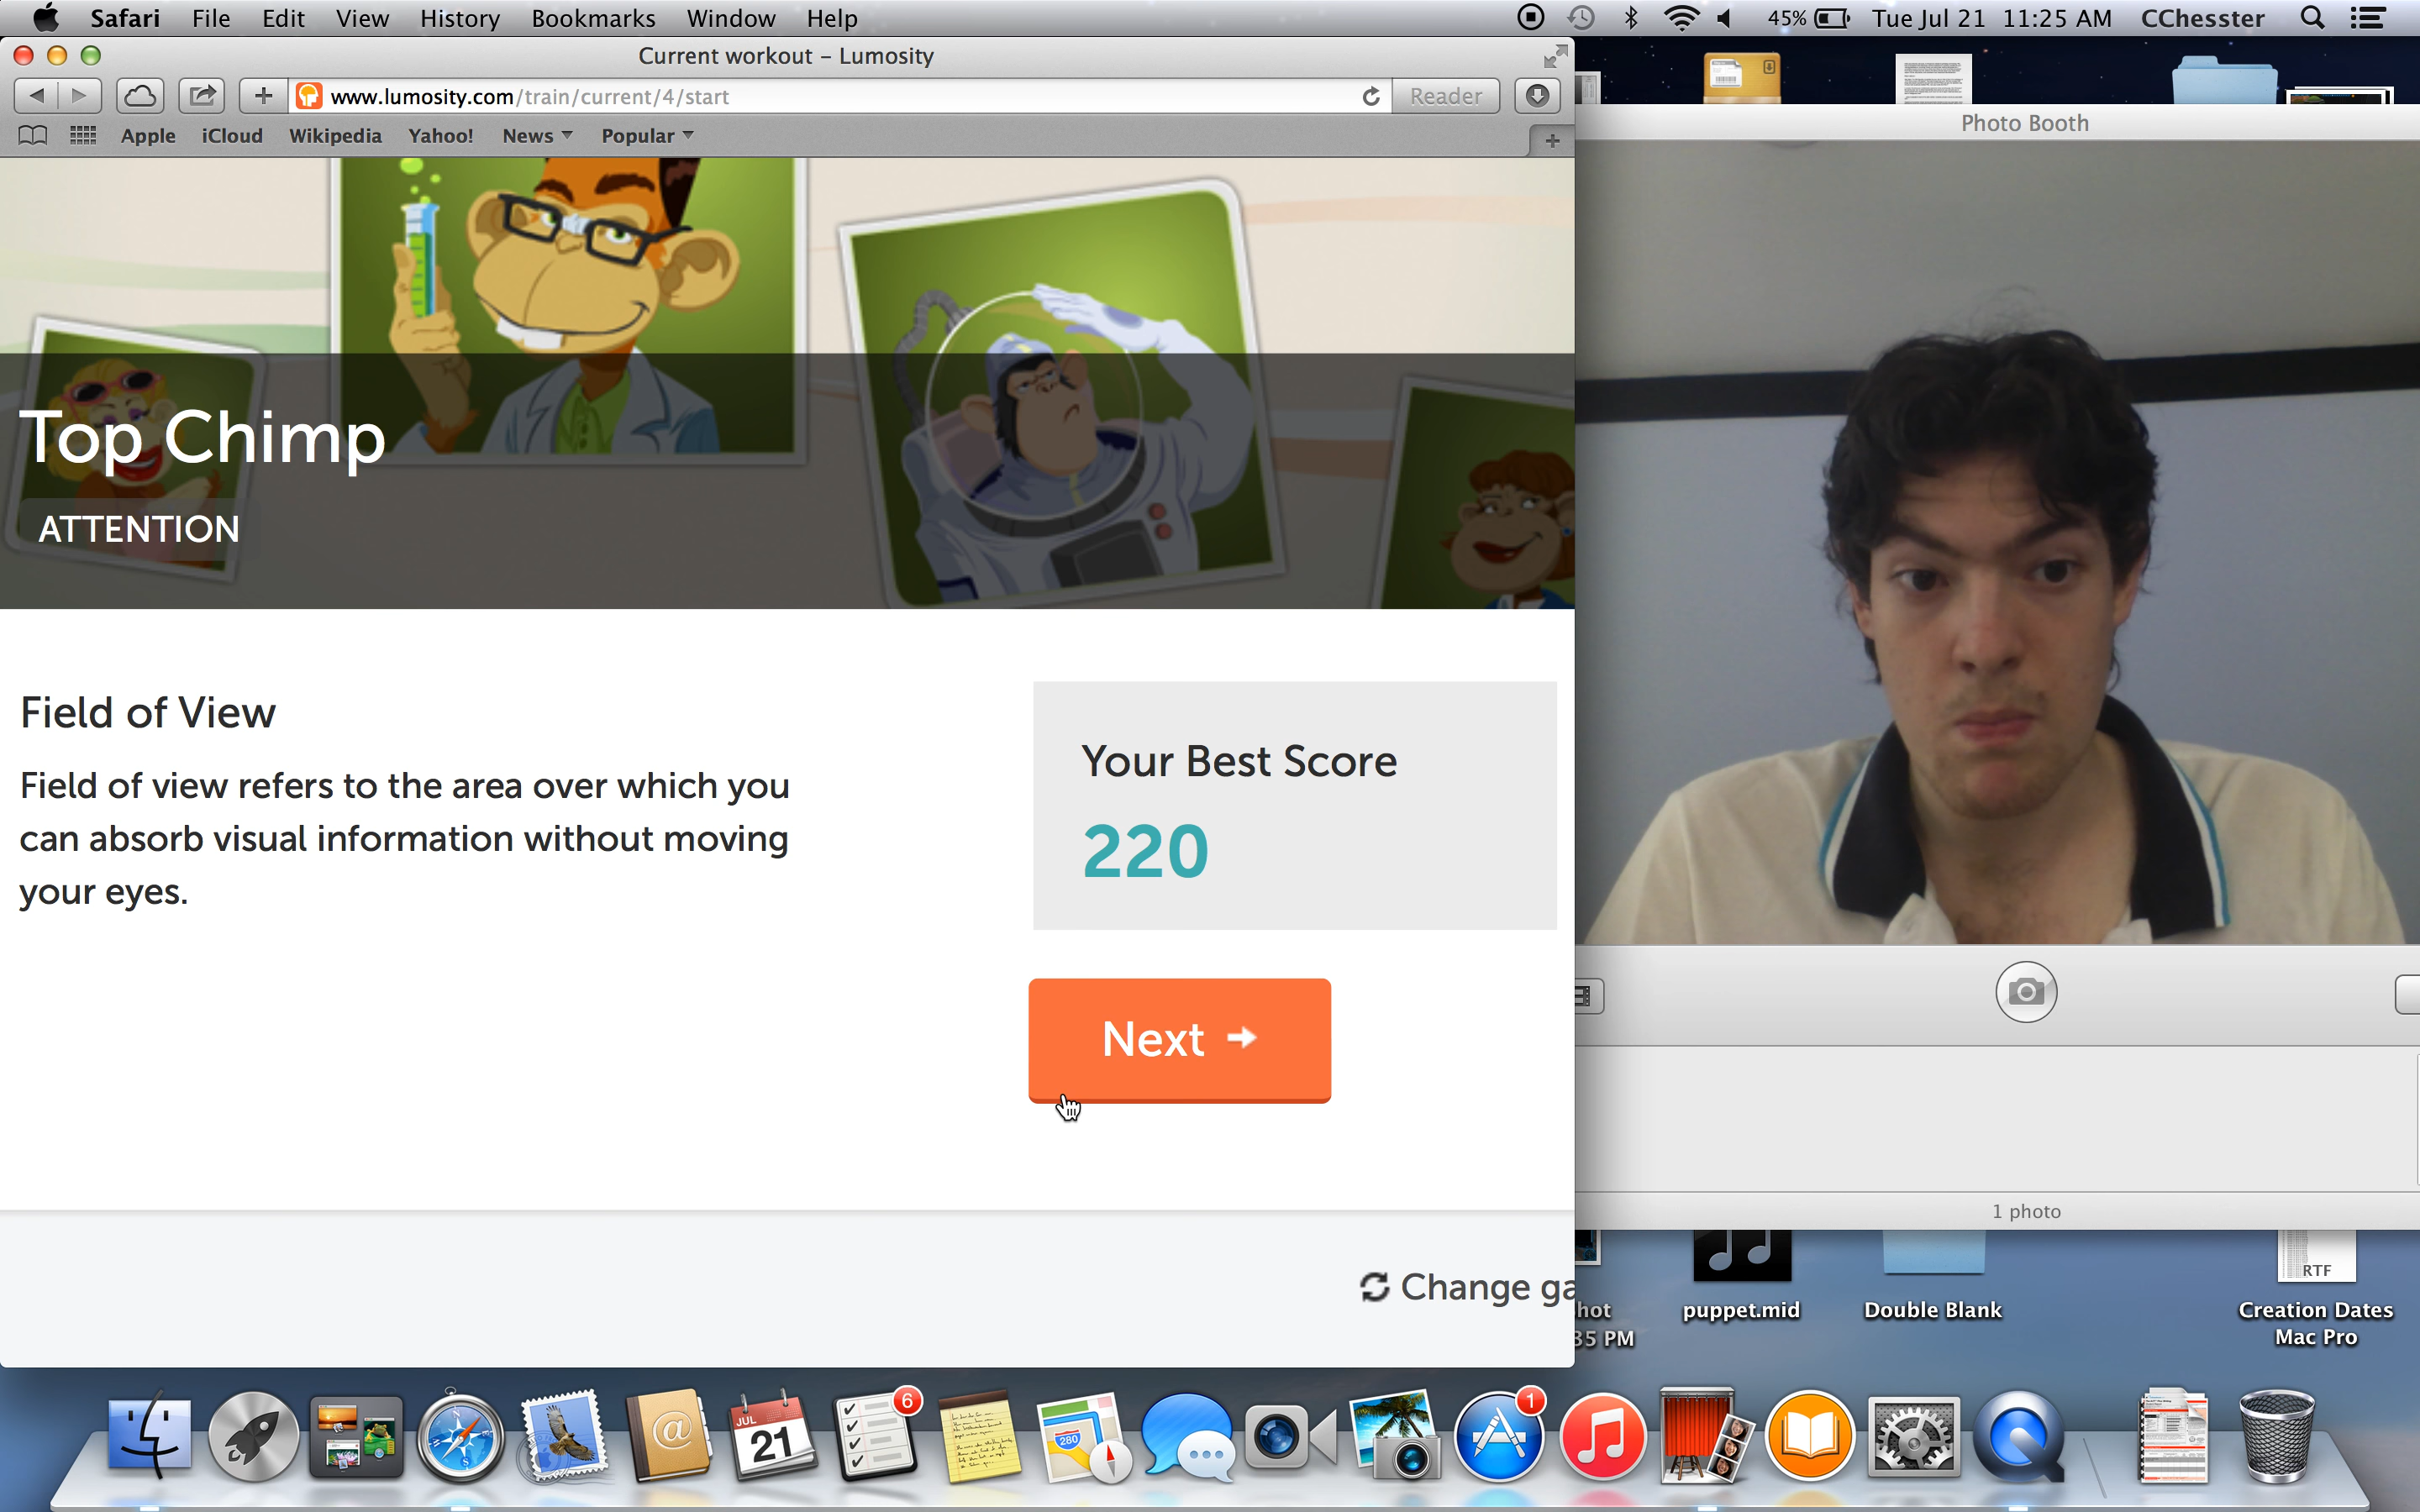 Safari File Edit View History Bookmarks Window Help
45% Tue Jul 21 11:25 AM CChesster
Current workout – Lumosity
www.lumosity.com/train/current/4/start
Reader
Apple iCloud Wikipedia Yahoo! News Popular
Top Chimp
ATTENTION
Field of View
Field of view refers to the area over which you
can absorb visual information without moving
your eyes.
Your Best Score
220
Next
Change ga
Photo Booth
1 photo
hot
35 PM
puppet.mid
Double Blank
RTF
Creation Dates
Mac Pro
JUL
21
6
280
1